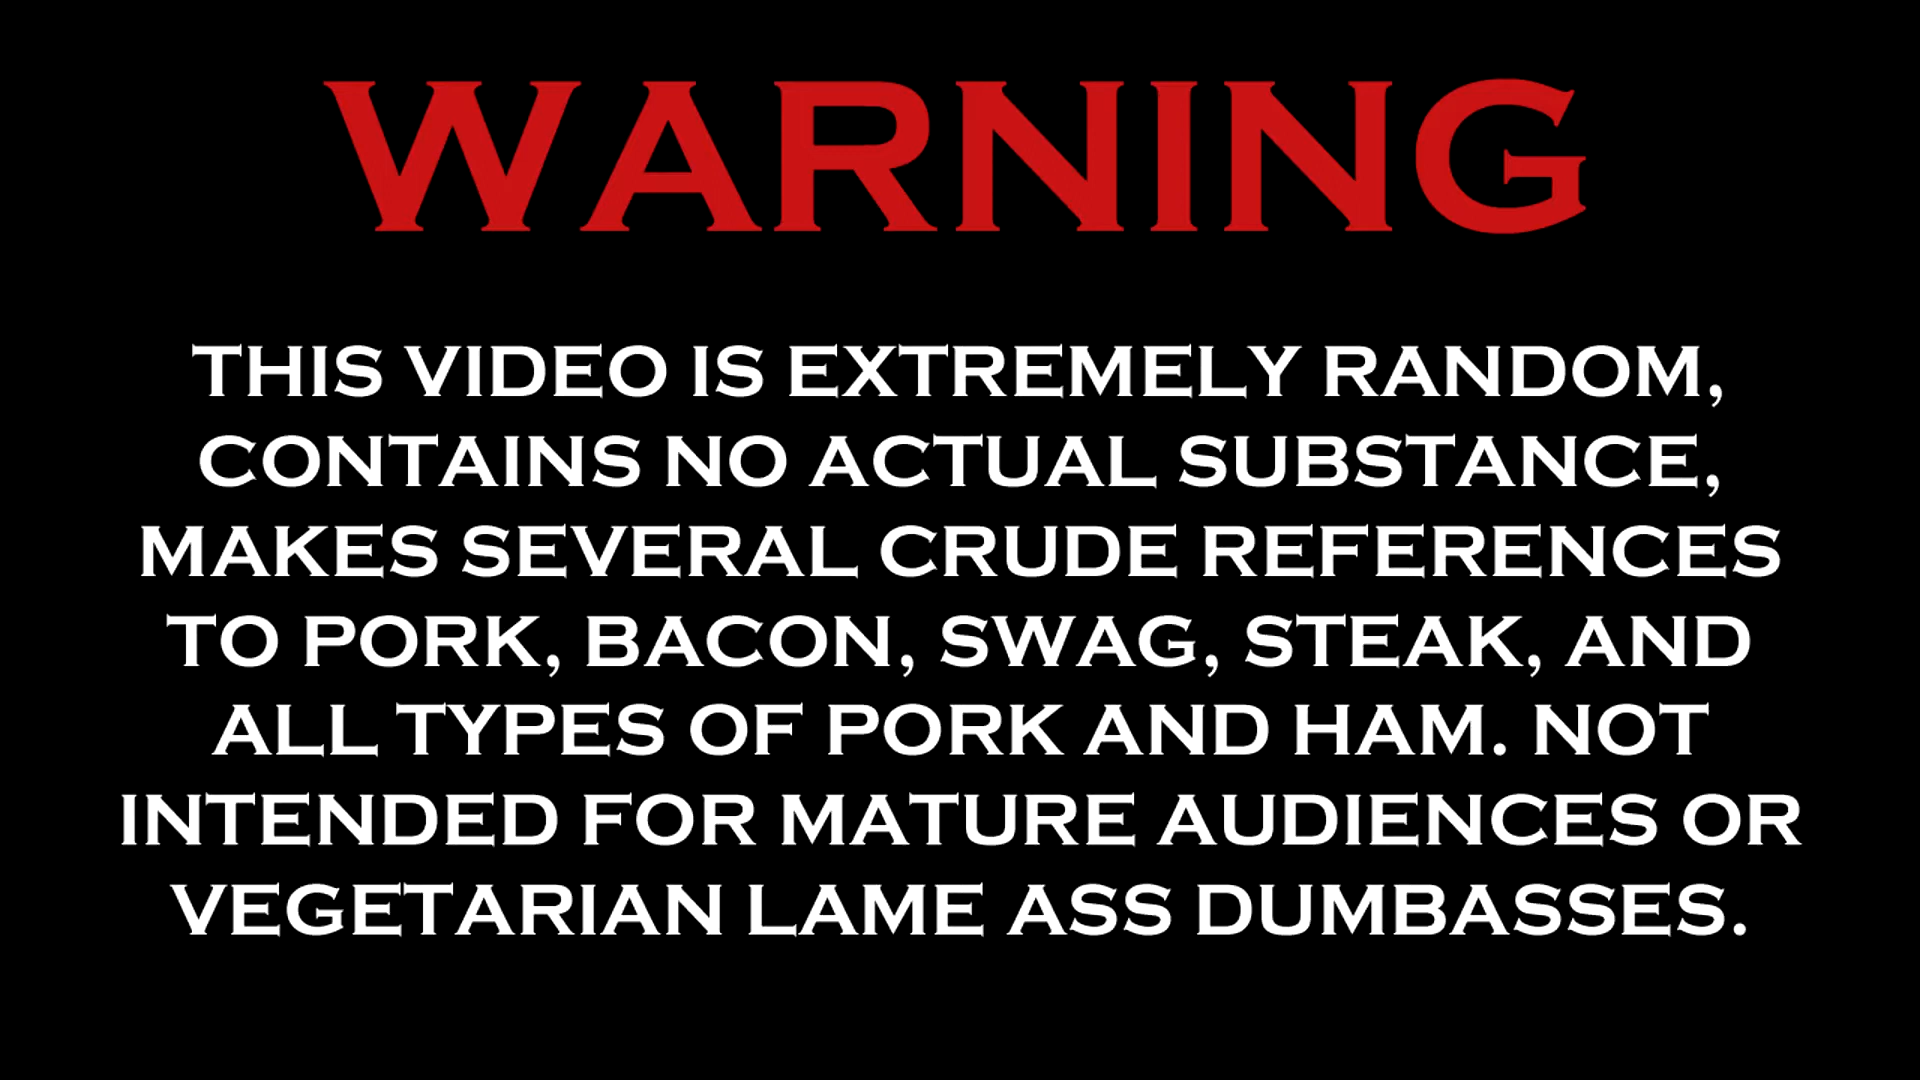 WARNING
THIS VIDEO IS EXTREMELY RANDOM,
CONTAINS NO ACTUAL SUBSTANCE,
MAKES SEVERAL CRUDE REFERENCES
TO PORK, BACON, SWAG, STEAK, AND
ALL TYPES OF PORK AND HAM. NOT
INTENDED FOR MATURE AUDIENCES OR
VEGETARIAN LAME ASS DUMBASSES.